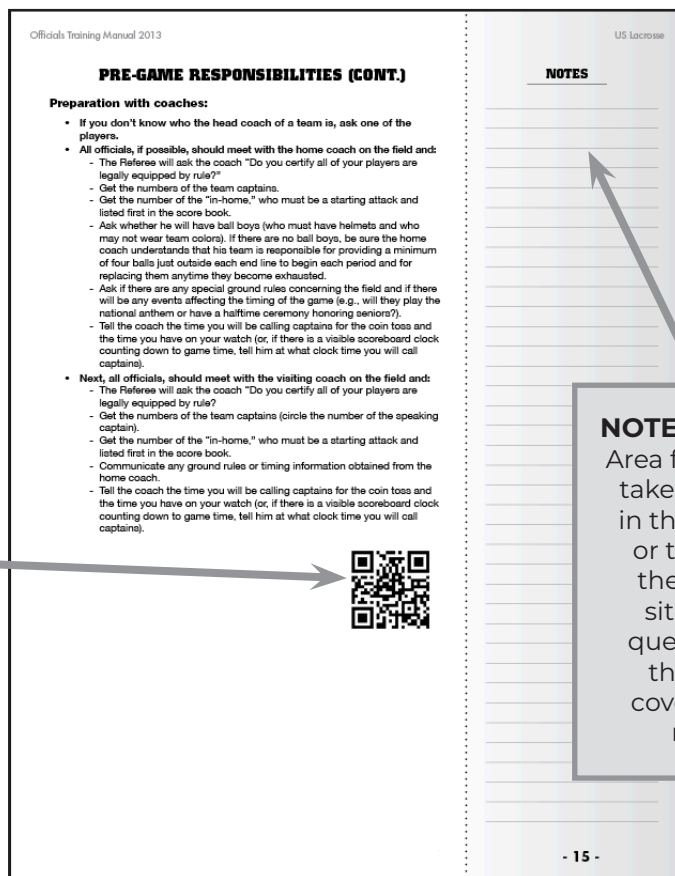 Officials Training Manual 2013
US Lacrosse
PRE-GAME RESPONSIBILITIES (CONT.)
Preparation with coaches:
• If you don't know who the head coach of a team is, ask one of the
players.
• All officials, if possible, should meet with the home coach on the field and:
- The Referee will ask the coach "Do you certify all of your players are
legally equipped by rule?"
- Get the numbers of the team captains.
- Get the number of the "in-home," who must be a starting attack and
listed first in the score book.
- Ask whether he will have ball boys (who must have helmets and who
may not wear team colors). If there are no ball boys, be sure the home
coach understands that his team is responsible for providing a minimum
of four balls just outside each end line to begin each period and for
replacing them anytime they become exhausted.
- Ask if there are any special ground rules concerning the field and if there
will be any events affecting the timing of the game (e.g., will they play the
national anthem or have a halftime ceremony honoring seniors?).
- Tell the coach the time you will be calling captains for the coin toss and
the time you have on your watch (or, if there is a visible scoreboard clock
counting down to game time, tell him at what clock time you will call
captains).
• Next, all officials, should meet with the visiting coach on the field and:
- The Referee will ask the coach "Do you certify all of your players are
legally equipped by rule?
- Get the numbers of the team captains (circle the number of the speaking
captain).
- Get the number of the "in-home," who must be a starting attack and
listed first in the score book.
- Communicate any ground rules or timing information obtained from the
home coach.
- Tell the coach the time you will be calling captains for the coin toss and
the time you have on your watch (or, if there is a visible scoreboard clock
counting down to game time, tell him at what clock time you will call
captains).
NOTES
NOTE
Area f
take
in th
or t
the
sit
que
th
cov
- 15 -